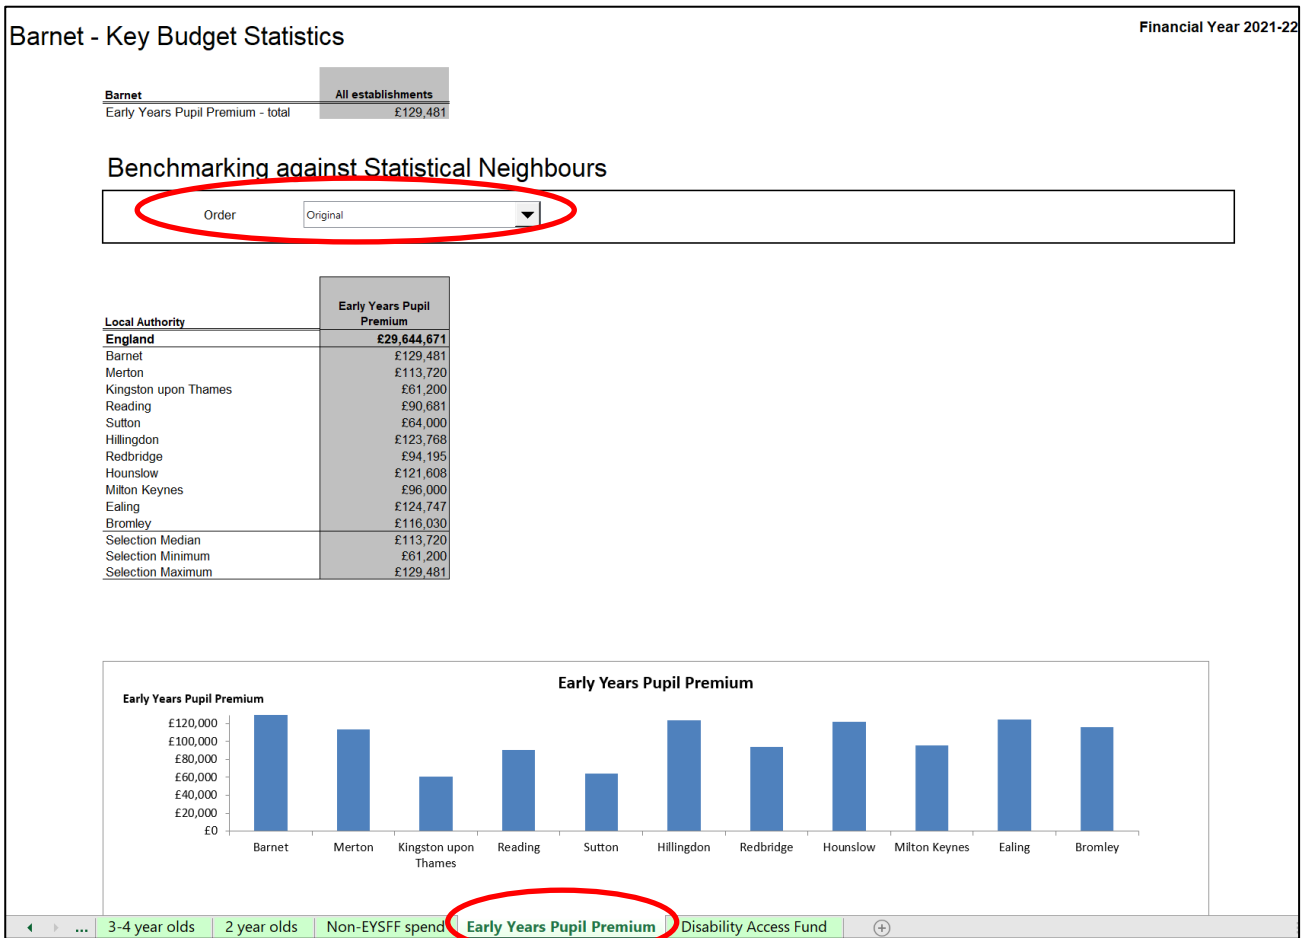 Barnet - Key Budget Statistics
Financial Year 2021-22
Barnet All establishments
Early Years Pupil Premium - total £129,481
Benchmarking against Statistical Neighbours
Order Original
Early Years Pupil
Local Authority Premium
England £29,644,671
Barnet £129,481
Merton £113,720
Kingston upon Thames £61,200
Reading £90,681
Sutton £64,000
Hillingdon £123,768
Redbridge £94,195
Hounslow £121,608
Milton Keynes £96,000
Ealing £124,747
Bromley £116,030
Selection Median £113,720
Selection Minimum £61,200
Selection Maximum £129,481
Early Years Pupil Premium
Early Years Pupil Premium
£120,000
£100,000
£80,000
£60,000
£40,000
£20,000
£0
Barnet Merton Kingston upon Reading Sutton Hillingdon Redbridge Hounslow Milton Keynes Ealing Bromley
Thames
... 3-4 year olds 2 year olds Non-EYSFF spend Early Years Pupil Premium Disability Access Fund